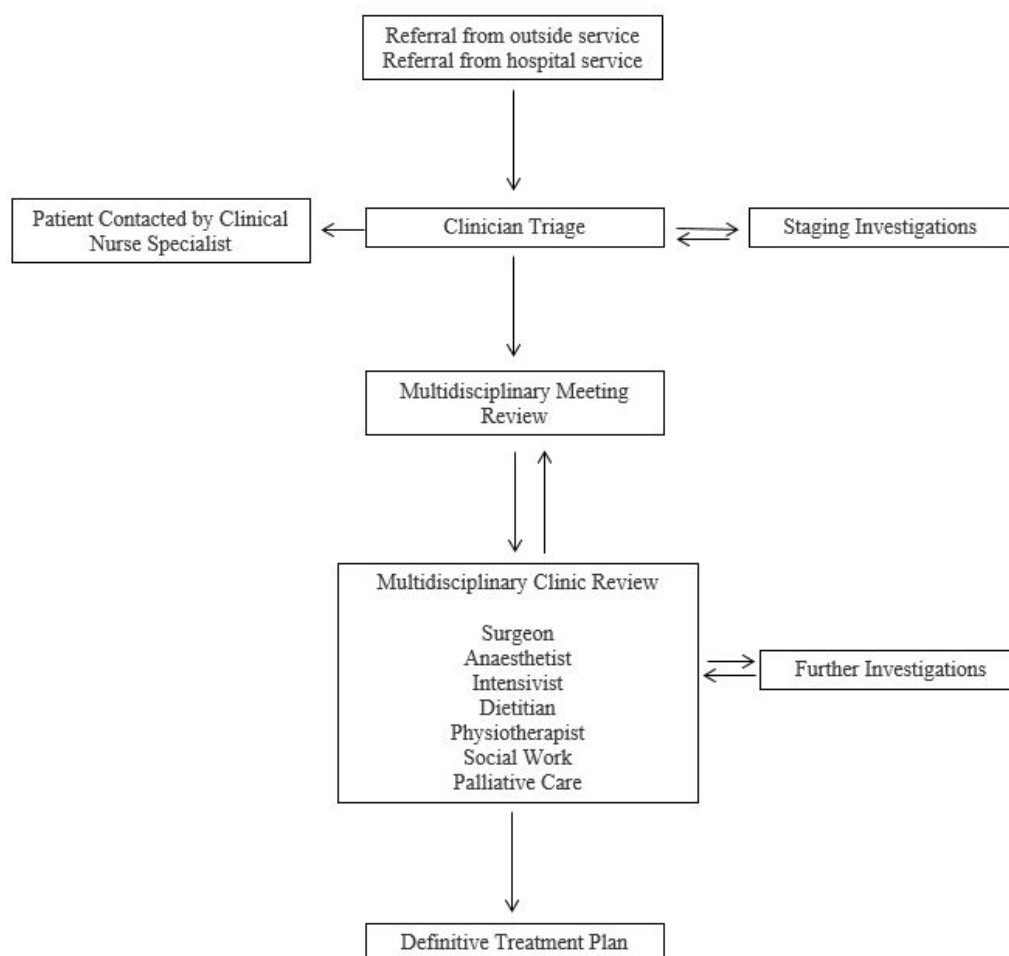 Referral from outside service
Referral from hospital service
Patient Contacted by Clinical
Nurse Specialist
Clinician Triage
Staging Investigations
Multidisciplinary Meeting
Review
Multidisciplinary Clinic Review
Surgeon
Anaesthetist
Intensivist
Dietitian
Physiotherapist
Social Work
Palliative Care
Further Investigations
Definitive Treatment Plan